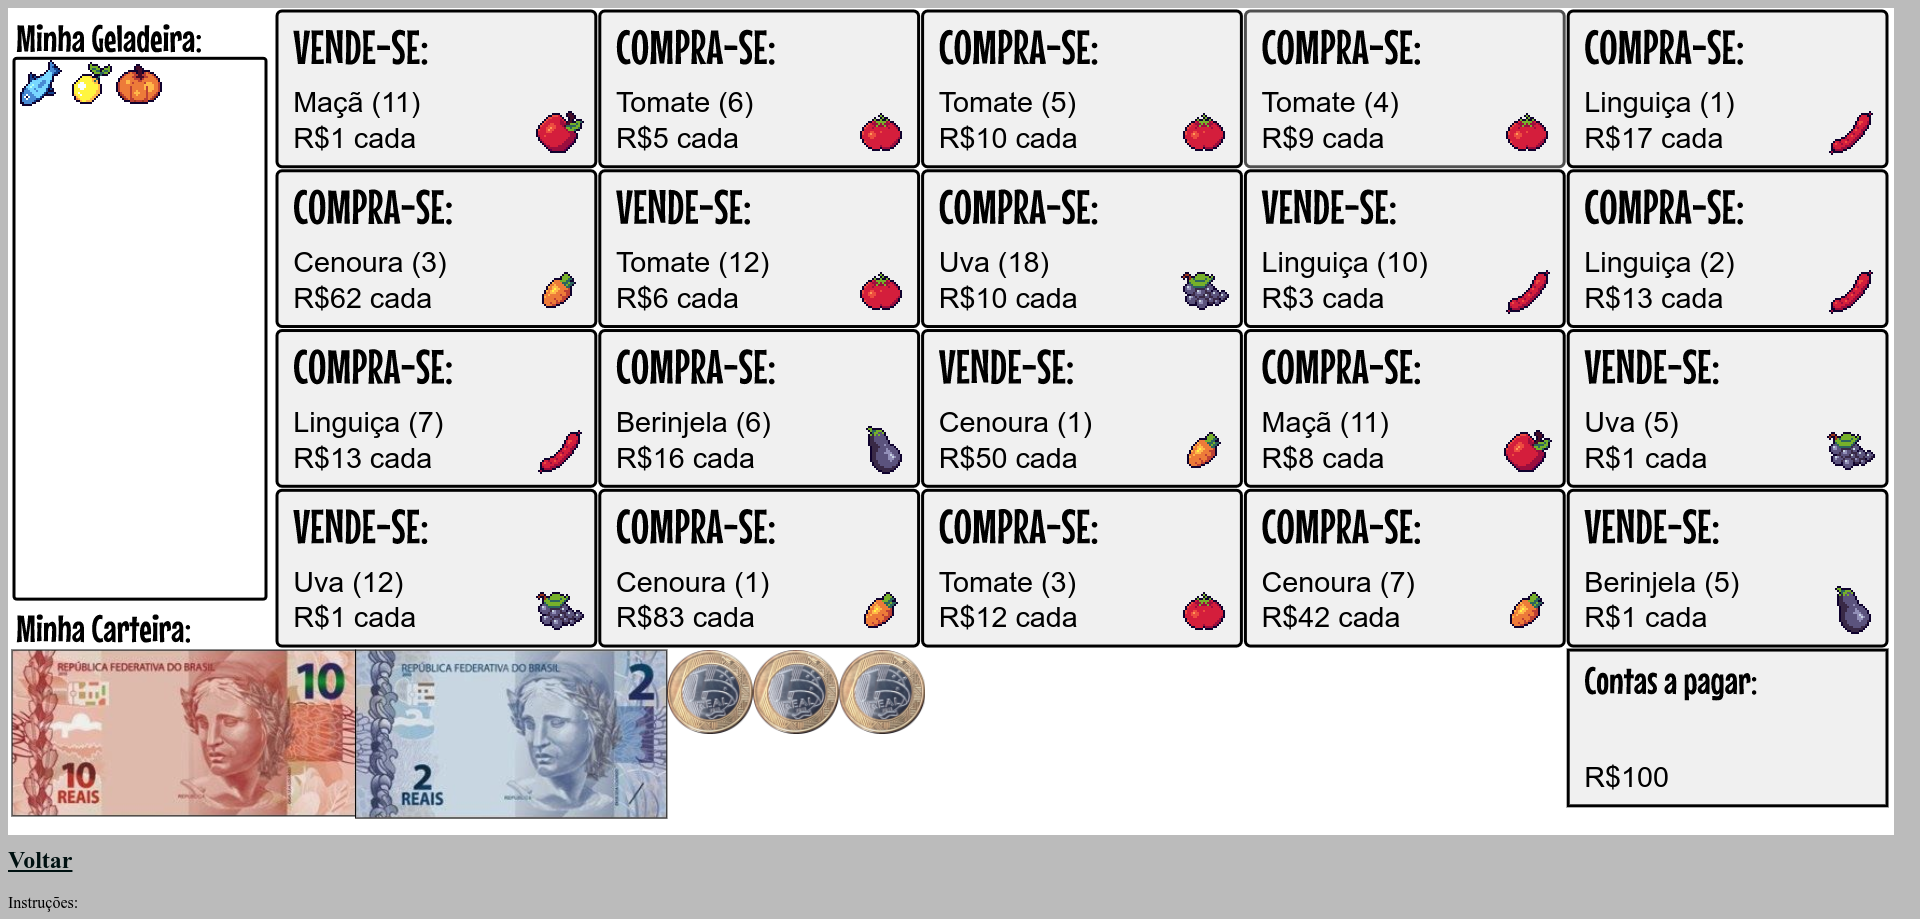 Minha Geladeira:
VENDE-SE:
Maçã (11)
R$1 cada
COMPRA-SE:
Tomate (6)
R$5 cada
COMPRA-SE:
Tomate (5)
R$10 cada
COMPRA-SE:
Tomate (4)
R$9 cada
COMPRA-SE:
Linguiça (1)
R$17 cada
COMPRA-SE:
Cenoura (3)
R$62 cada
VENDE-SE:
Tomate (12)
R$6 cada
COMPRA-SE:
Uva (18)
R$10 cada
VENDE-SE:
Linguiça (10)
R$3 cada
COMPRA-SE:
Linguiça (2)
R$13 cada
COMPRA-SE:
Linguiça (7)
R$13 cada
COMPRA-SE:
Berinjela (6)
R$16 cada
VENDE-SE:
Cenoura (1)
R$50 cada
COMPRA-SE:
Maçã (11)
R$8 cada
VENDE-SE:
Uva (5)
R$1 cada
VENDE-SE:
Uva (12)
R$1 cada
COMPRA-SE:
Cenoura (1)
R$83 cada
COMPRA-SE:
Tomate (3)
R$12 cada
COMPRA-SE:
Cenoura (7)
R$42 cada
VENDE-SE:
Berinjela (5)
R$1 cada
Minha Carteira:
REPÚBLICA FEDERATIVA DO BRASIL
10
10
REAIS
REPÚBLICA FEDERATIVA DO BRASIL
2
2
REAIS
Contas a pagar:
R$100
Voltar
Instruções: